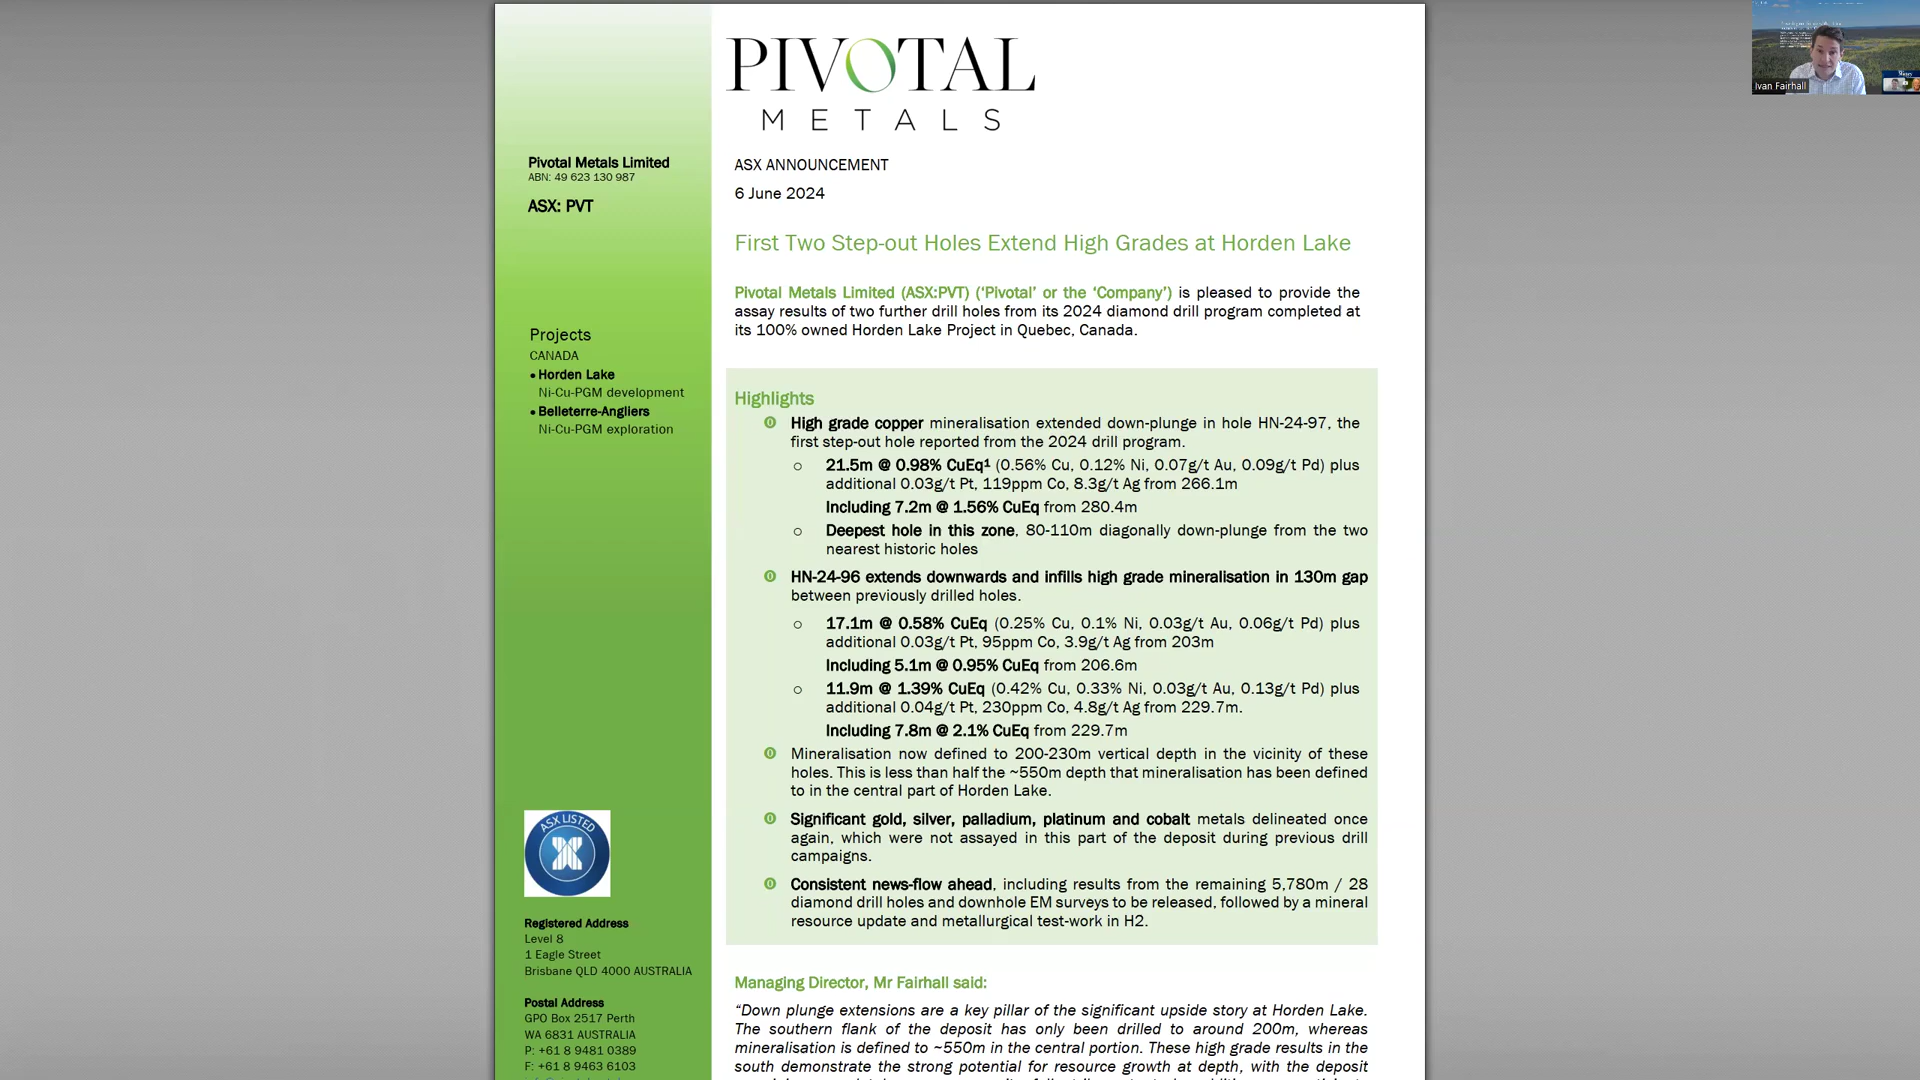 PIVOTAL
METALS
Pivotal Metals Limited
ABN: 49 623 130 987
ASX: PVT
Projects
CANADA
• Horden Lake
Ni-Cu-PGM development
• Belleterre-Angliers
Ni-Cu-PGM exploration
ASX LISTED
Registered Address
Level 8
1 Eagle Street
Brisbane QLD 4000 AUSTRALIA
Postal Address
GPO Box 2517 Perth
WA 6831 AUSTRALIA
P: +61 8 9481 0389
F: +61 8 9463 6103
ASX ANNOUNCEMENT
6 June 2024
First Two Step-out Holes Extend High Grades at Horden Lake
Pivotal Metals Limited (ASX:PVT) (‘Pivotal’ or the ‘Company’) is pleased to provide the
assay results of two further drill holes from its 2024 diamond drill program completed at
its 100% owned Horden Lake Project in Quebec, Canada.
Highlights
High grade copper mineralisation extended down-plunge in hole HN-24-97, the
first step-out hole reported from the 2024 drill program.
o 21.5m @ 0.98% CuEq¹ (0.56% Cu, 0.12% Ni, 0.07g/t Au, 0.09g/t Pd) plus
additional 0.03g/t Pt, 119ppm Co, 8.3g/t Ag from 266.1m
Including 7.2m @ 1.56% CuEq from 280.4m
o Deepest hole in this zone, 80-110m diagonally down-plunge from the two
nearest historic holes
HN-24-96 extends downwards and infills high grade mineralisation in 130m gap
between previously drilled holes.
o 17.1m @ 0.58% CuEq (0.25% Cu, 0.1% Ni, 0.03g/t Au, 0.06g/t Pd) plus
additional 0.03g/t Pt, 95ppm Co, 3.9g/t Ag from 203m
Including 5.1m @ 0.95% CuEq from 206.6m
o 11.9m @ 1.39% CuEq (0.42% Cu, 0.33% Ni, 0.03g/t Au, 0.13g/t Pd) plus
additional 0.04g/t Pt, 230ppm Co, 4.8g/t Ag from 229.7m.
Including 7.8m @ 2.1% CuEq from 229.7m
Mineralisation now defined to 200-230m vertical depth in the vicinity of these
holes. This is less than half the ~550m depth that mineralisation has been defined
to in the central part of Horden Lake.
Significant gold, silver, palladium, platinum and cobalt metals delineated once
again, which were not assayed in this part of the deposit during previous drill
campaigns.
Consistent news-flow ahead, including results from the remaining 5,780m / 28
diamond drill holes and downhole EM surveys to be released, followed by a mineral
resource update and metallurgical test-work in H2.
Managing Director, Mr Fairhall said:
“Down plunge extensions are a key pillar of the significant upside story at Horden Lake.
The southern flank of the deposit has only been drilled to around 200m, whereas
mineralisation is defined to ~550m in the central portion. These high grade results in the
south demonstrate the strong potential for resource growth at depth, with the deposit
Ivan Fairhall